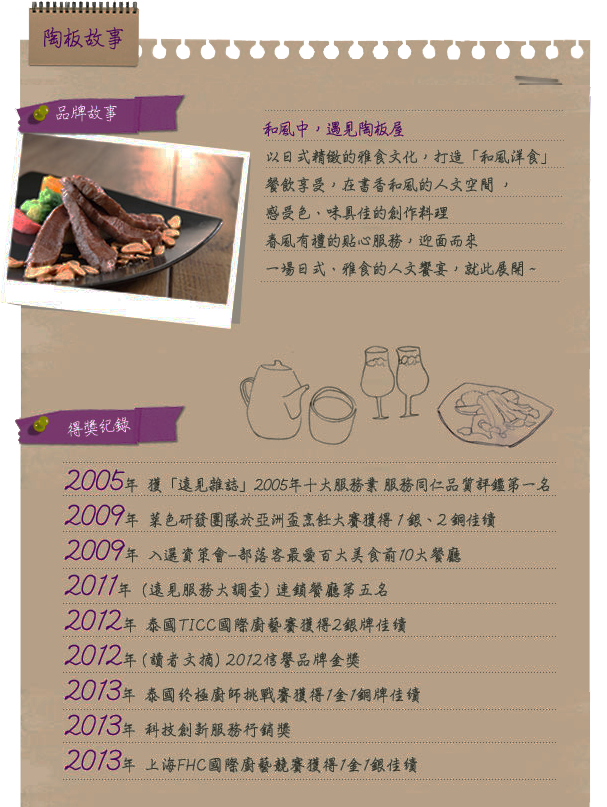 陶板故事
品牌故事
和風中，遇見陶板屋
以日式精緻的雅食文化，打造「和風洋食」
餐飲享受，在書香和風的人文空間，
感受色、味具佳的創作料理
春風有禮的貼心服務，迎面而來
一場日式、雅食的人文饗宴，就此展開~
得獎紀錄
2005年 獲「遠見雜誌」2005年十大服務業 服務同仁品質評鑑第一名
2009年 菜色研發團隊於亞洲盃烹飪大賽獲得1銀、2銅佳績
2009年 入選資策會-部落客最愛百大美食前10大餐廳
2011年 (遠見服務大調查) 連鎖餐廳第五名
2012年 泰國TICC國際廚藝賽獲得2銀牌佳績
2012年 (讀者文摘) 2012信譽品牌金獎
2013年 泰國終極廚師挑戰賽獲得1金1銅牌佳績
2013年 科技創新服務行銷獎
2013年 上海FHC國際廚藝競賽獲得1金1銀佳績